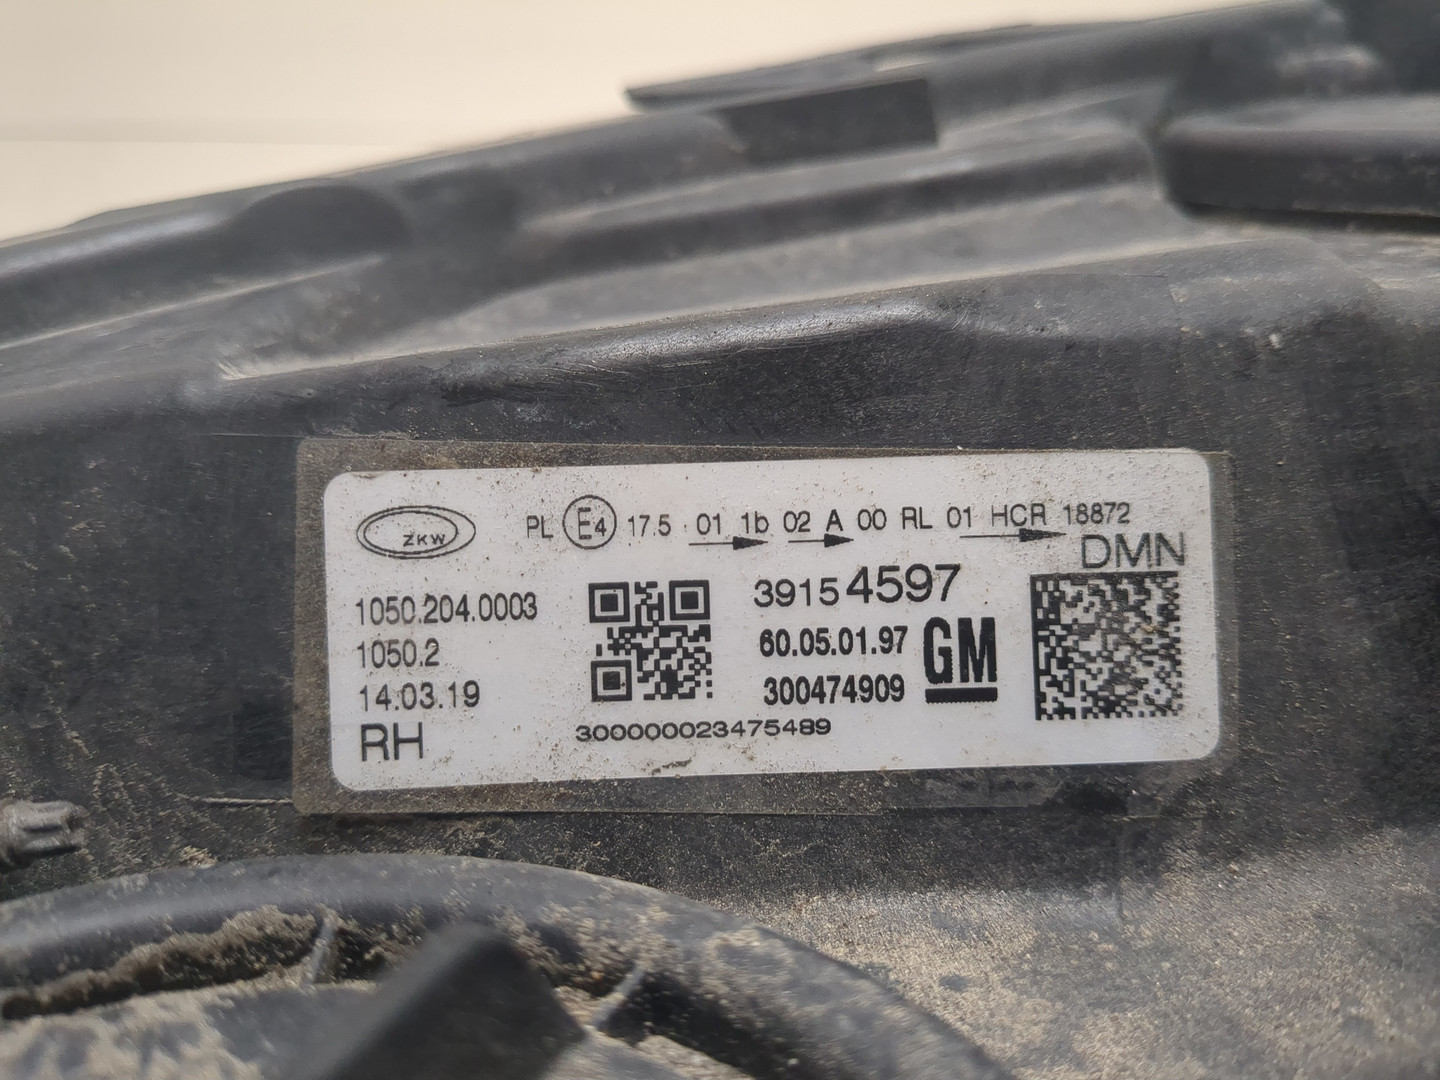 ZKW
PL E4 17.5 01 1b 02 A 00 RL 01 HCR 18872
DMN
1050.204.0003
1050.2
14.03.19
RH
39154597
60.05.01.97
300474909
GM
300000023475489